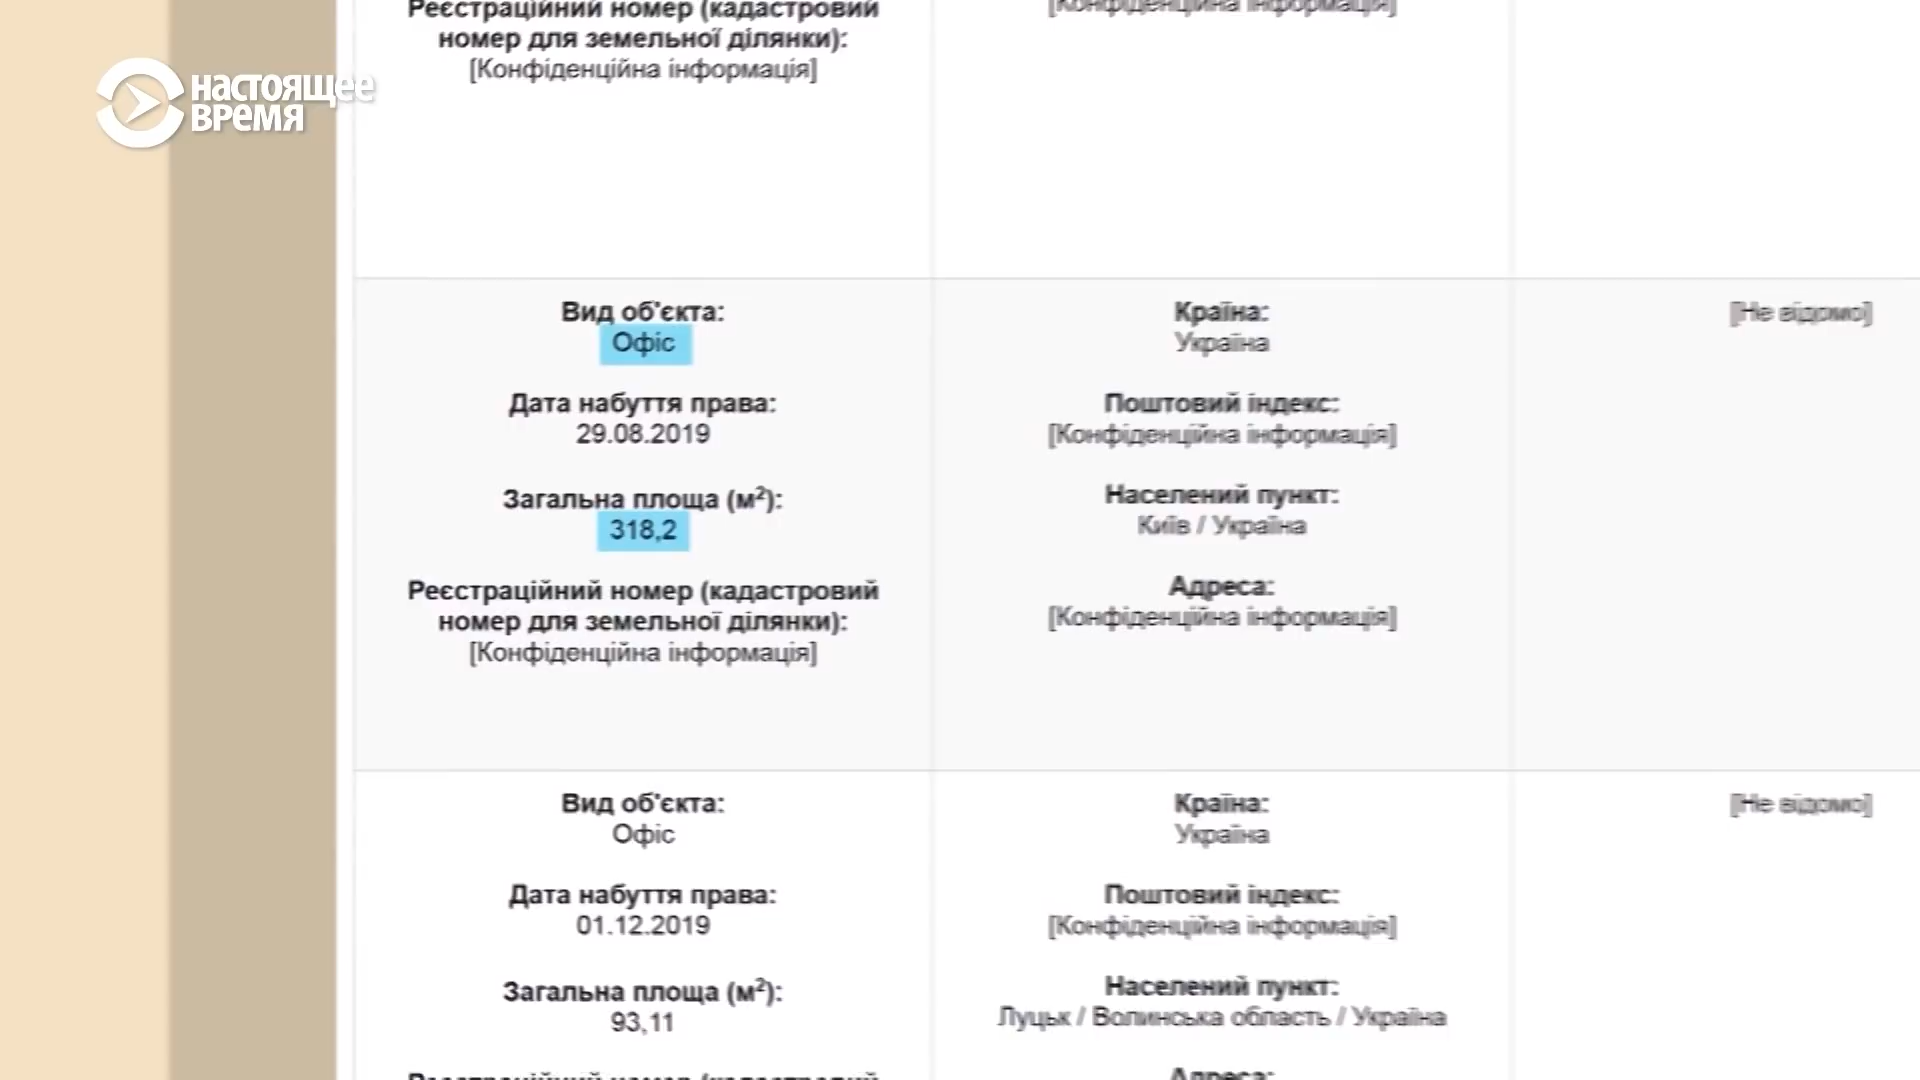 Реєстраційний номер (кадастровий
номер для земельної ділянки):
[Конфіденційна інформація]
[Конфіденційна інформація]
НАСТОЯЩЕЕ
ВРЕМЯ
Вид об'єкта:
Офіс
Дата набуття права:
29.08.2019
Загальна площа (м²):
318,2
Реєстраційний номер (кадастровий
номер для земельної ділянки):
[Конфіденційна інформація]
Країна:
Україна
Поштовий індекс:
[Конфіденційна інформація]
Населений пункт:
Київ / Україна
Адреса:
[Конфіденційна інформація]
[Не відомо]
Вид об'єкта:
Офіс
Дата набуття права:
01.12.2019
Загальна площа (м²):
93,11
Реєстраційний номер (кадастровий
Країна:
Україна
Поштовий індекс:
[Конфіденційна інформація]
Населений пункт:
Луцьк / Волинська область / Україна
Адреса:
[Не відомо]